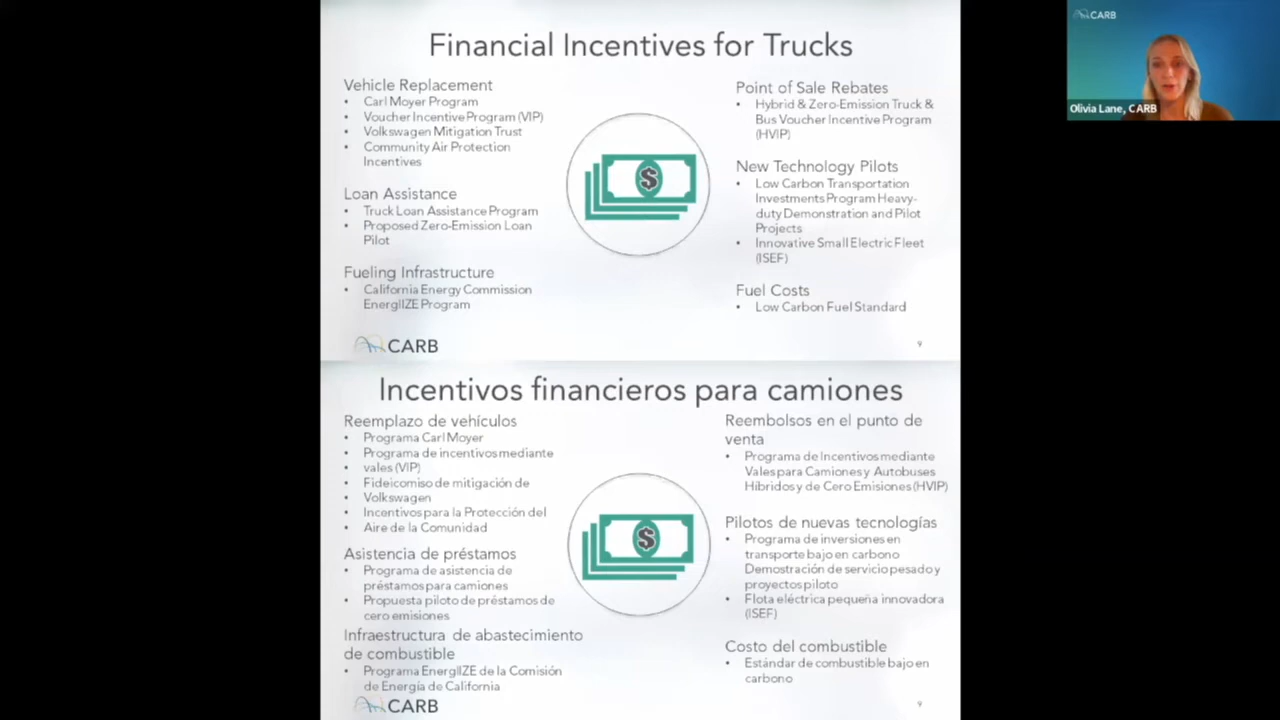 Financial Incentives for Trucks
Vehicle Replacement
• Carl Moyer Program
• Voucher Incentive Program (VIP)
• Volkswagen Mitigation Trust
• Community Air Protection
Incentives
Loan Assistance
• Truck Loan Assistance Program
• Proposed Zero-Emission Loan
Pilot
Fueling Infrastructure
• California Energy Commission
EnergIIZE Program
$
Point of Sale Rebates
• Hybrid & Zero-Emission Truck &
Bus Voucher Incentive Program
(HVIP)
New Technology Pilots
• Low Carbon Transportation
Investments Program Heavy-
duty Demonstration and Pilot
Projects
• Innovative Small Electric Fleet
(ISEF)
Fuel Costs
• Low Carbon Fuel Standard
CARB
9
Incentivos financieros para camiones
Reemplazo de vehículos
• Programa Carl Moyer
• Programa de incentivos mediante
• vales (VIP)
• Fideicomiso de mitigación de
• Volkswagen
• Incentivos para la Protección del
• Aire de la Comunidad
Asistencia de préstamos
• Programa de asistencia de
préstamos para camiones
• Propuesta piloto de préstamos de
cero emisiones
Infraestructura de abastecimiento
de combustible
• Programa EnergIIZE de la Comisión
de Energía de California
$
Reembolsos en el punto de
venta
• Programa de Incentivos mediante
Vales para Camiones y Autobuses
Híbridos y de Cero Emisiones (HVIP)
Pilotos de nuevas tecnologías
• Programa de inversiones en
transporte bajo en carbono
Demostración de servicio pesado y
proyectos piloto
• Flota eléctrica pequeña innovadora
(ISEF)
Costo del combustible
• Estándar de combustible bajo en
carbono
CARB
9
CARB
Olivia Lane, CARB